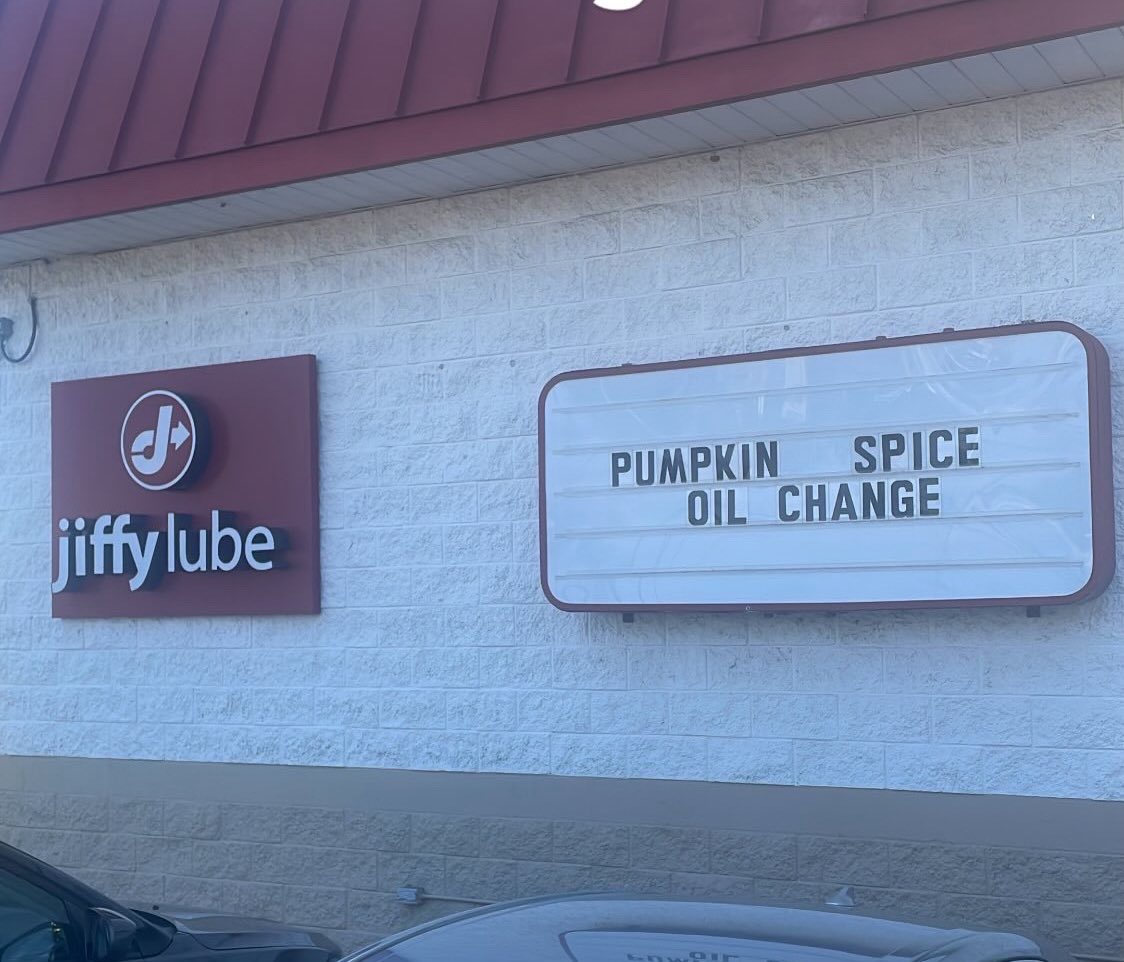 jiffy lube
PUMPKIN SPICE
OIL CHANGE